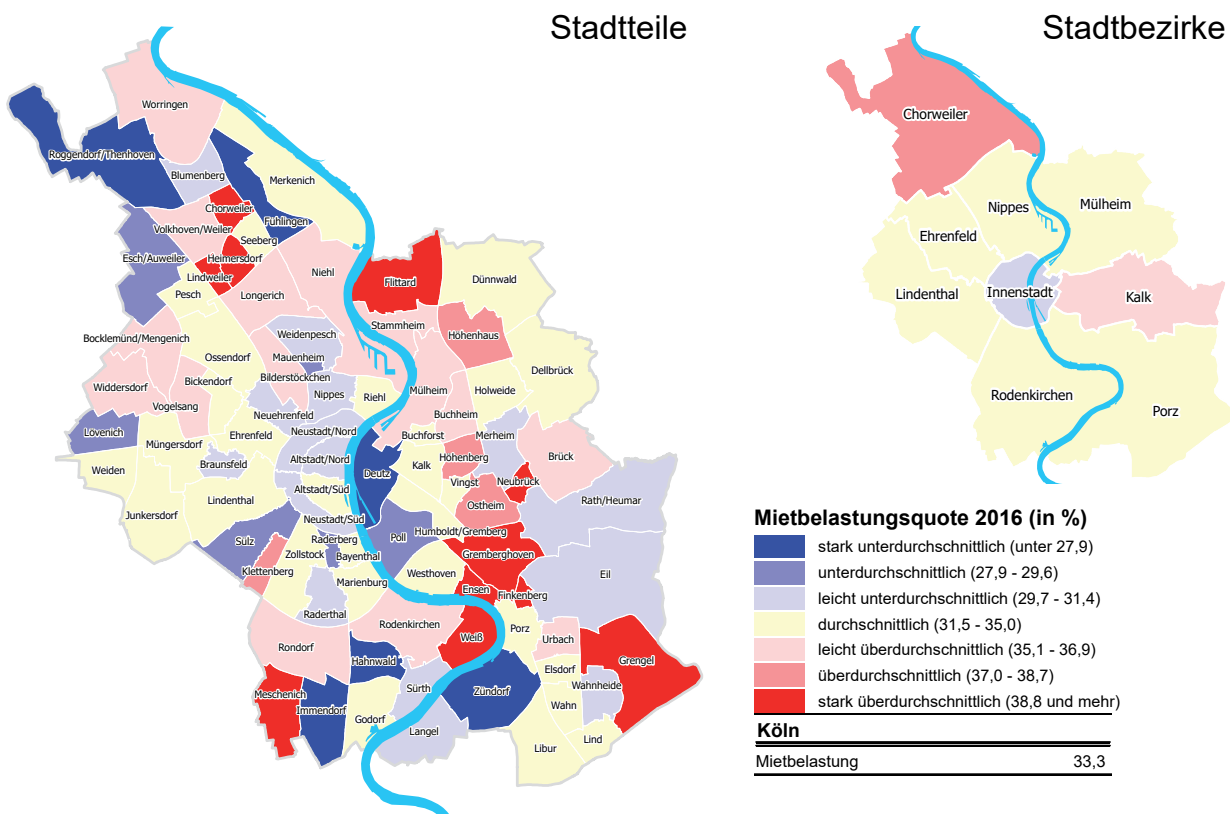 Stadtteile
Stadtbezirke
Worringen
Roggendorf/Thenhoven
Blumenberg
Merkenich
Chorweiler
Fühlingen
Volkhoven/Weiler
Seeberg
Esch/Auweiler
Heimersdorf
Lindweiler
Niehl
Pesch
Longerich
Flittard
Dünnwald
Stammheim
Weidenpesch
Höhenhaus
Bocklemünd/Mengenich
Ossendorf
Mauenheim
Dellbrück
Bilderstöckchen
Widdersdorf
Bickendorf
Nippes
Riehl
Mülheim
Holweide
Vogelsang
Neuehrenfeld
Buchheim
Lövenich
Müngersdorf
Ehrenfeld
Neustadt/Nord
Buchforst
Merheim
Altstadt/Nord
Höhenberg
Brück
Weiden
Braunsfeld
Deutz
Kalk
Vingst
Neubrück
Lindenthal
Altstadt/Süd
Rath/Heumar
Junkersdorf
Ostheim
Neustadt/Süd
Sülz
Raderberg
Poll
Humboldt/Gremberg
Zollstock
Bayenthal
Gremberghoven
Klettenberg
Marienburg
Westhoven
Eil
Ensen
Finkenberg
Raderthal
Rodenkirchen
Weiß
Porz
Urbach
Rondorf
Hahnwald
Elsdorf
Grengel
Meschenich
Sürth
Zündorf
Wahnheide
Immendorf
Godorf
Wahn
Langel
Libur
Lind
Chorweiler
Nippes
Mülheim
Ehrenfeld
Lindenthal
Innenstadt
Kalk
Rodenkirchen
Porz
Mietbelastungsquote 2016 (in %)
stark unterdurchschnittlich (unter 27,9)
unterdurchschnittlich (27,9 - 29,6)
leicht unterdurchschnittlich (29,7 - 31,4)
durchschnittlich (31,5 - 35,0)
leicht überdurchschnittlich (35,1 - 36,9)
überdurchschnittlich (37,0 - 38,7)
stark überdurchschnittlich (38,8 und mehr)
Köln
Mietbelastung 33,3